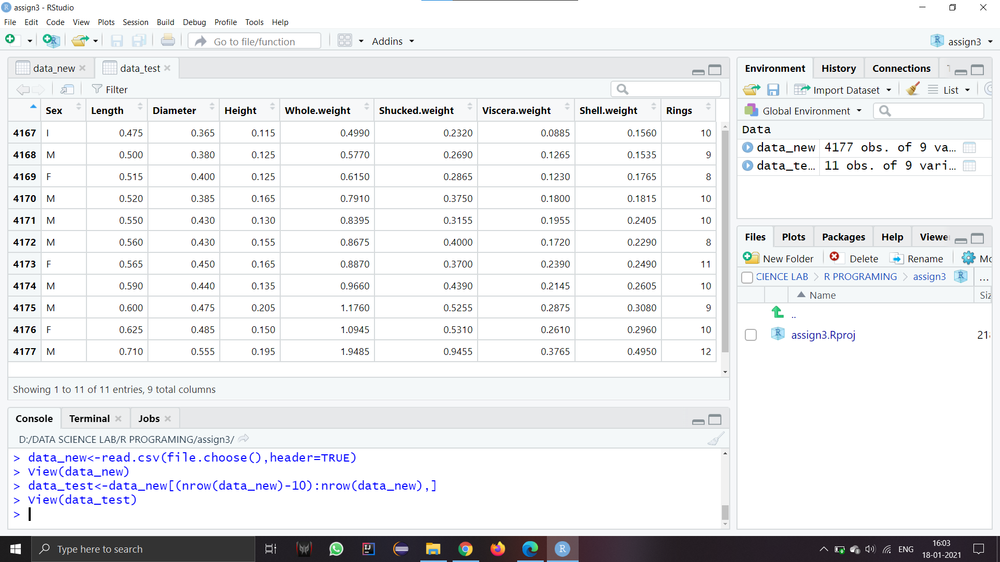 assign3 - RStudio
File Edit Code View Plots Session Build Debug Profile Tools Help
Go to file/function Addins assign3
data_new data_test
Filter
Sex Length Diameter Height Whole.weight Shucked.weight Viscera.weight Shell.weight Rings
4167 I 0.475 0.365 0.115 0.4990 0.2320 0.0885 0.1560 10
4168 M 0.500 0.380 0.125 0.5770 0.2690 0.1265 0.1535 9
4169 F 0.515 0.400 0.125 0.6150 0.2865 0.1230 0.1765 8
4170 M 0.520 0.385 0.165 0.7910 0.3750 0.1800 0.1815 10
4171 M 0.550 0.430 0.130 0.8395 0.3155 0.1955 0.2405 10
4172 M 0.560 0.430 0.155 0.8675 0.4000 0.1720 0.2290 8
4173 F 0.565 0.450 0.165 0.8870 0.3700 0.2390 0.2490 11
4174 M 0.590 0.440 0.135 0.9660 0.4390 0.2145 0.2605 10
4175 M 0.600 0.475 0.205 1.1760 0.5255 0.2875 0.3080 9
4176 F 0.625 0.485 0.150 1.0945 0.5310 0.2610 0.2960 10
4177 M 0.710 0.555 0.195 1.9485 0.9455 0.3765 0.4950 12
Showing 1 to 11 of 11 entries, 9 total columns
Console Terminal Jobs
D:/DATA SCIENCE LAB/R PROGRAMING/assign3/
> data_new<-read.csv(file.choose(),header=TRUE)
> View(data_new)
> data_test<-data_new[(nrow(data_new)-10):nrow(data_new),]
> View(data_test)
>
Environment History Connections
Import Dataset List
Global Environment
Data
data_new 4177 obs. of 9 va…
data_te… 11 obs. of 9 vari…
Files Plots Packages Help Viewe
New Folder Delete Rename Mo
CIENCE LAB > R PROGRAMING > assign3 ...
Name Siz
..
assign3.Rproj 218
Type here to search
ENG
16:03
18-01-2021